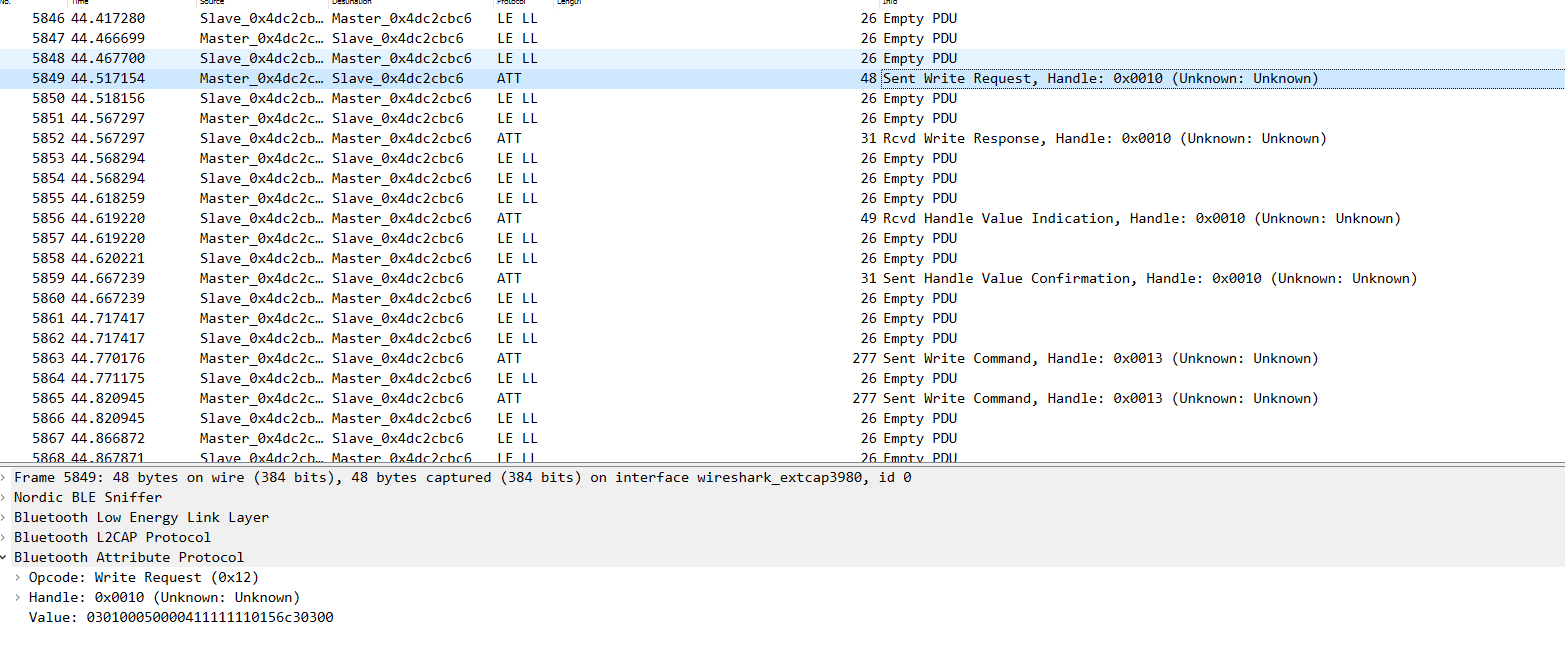 No. Time Source Destination Protocol Length Info
5846 44.417280 Slave_0x4dc2cb… Master_0x4dc2cbc6 LE LL 26 Empty PDU
5847 44.466699 Master_0x4dc2c… Slave_0x4dc2cbc6 LE LL 26 Empty PDU
5848 44.467700 Slave_0x4dc2cb… Master_0x4dc2cbc6 LE LL 26 Empty PDU
5849 44.517154 Master_0x4dc2c… Slave_0x4dc2cbc6 ATT 48 Sent Write Request, Handle: 0x0010 (Unknown: Unknown)
5850 44.518156 Slave_0x4dc2cb… Master_0x4dc2cbc6 LE LL 26 Empty PDU
5851 44.567297 Master_0x4dc2c… Slave_0x4dc2cbc6 LE LL 26 Empty PDU
5852 44.567297 Slave_0x4dc2cb… Master_0x4dc2cbc6 ATT 31 Rcvd Write Response, Handle: 0x0010 (Unknown: Unknown)
5853 44.568294 Master_0x4dc2c… Slave_0x4dc2cbc6 LE LL 26 Empty PDU
5854 44.568294 Slave_0x4dc2cb… Master_0x4dc2cbc6 LE LL 26 Empty PDU
5855 44.618259 Master_0x4dc2c… Slave_0x4dc2cbc6 LE LL 26 Empty PDU
5856 44.619220 Slave_0x4dc2cb… Master_0x4dc2cbc6 ATT 49 Rcvd Handle Value Indication, Handle: 0x0010 (Unknown: Unknown)
5857 44.619220 Master_0x4dc2c… Slave_0x4dc2cbc6 LE LL 26 Empty PDU
5858 44.620221 Slave_0x4dc2cb… Master_0x4dc2cbc6 LE LL 26 Empty PDU
5859 44.667239 Master_0x4dc2c… Slave_0x4dc2cbc6 ATT 31 Sent Handle Value Confirmation, Handle: 0x0010 (Unknown: Unknown)
5860 44.667239 Slave_0x4dc2cb… Master_0x4dc2cbc6 LE LL 26 Empty PDU
5861 44.717417 Master_0x4dc2c… Slave_0x4dc2cbc6 LE LL 26 Empty PDU
5862 44.717417 Slave_0x4dc2cb… Master_0x4dc2cbc6 LE LL 26 Empty PDU
5863 44.770176 Master_0x4dc2c… Slave_0x4dc2cbc6 ATT 277 Sent Write Command, Handle: 0x0013 (Unknown: Unknown)
5864 44.771175 Slave_0x4dc2cb… Master_0x4dc2cbc6 LE LL 26 Empty PDU
5865 44.820945 Master_0x4dc2c… Slave_0x4dc2cbc6 ATT 277 Sent Write Command, Handle: 0x0013 (Unknown: Unknown)
5866 44.820945 Slave_0x4dc2cb… Master_0x4dc2cbc6 LE LL 26 Empty PDU
5867 44.866872 Master_0x4dc2c… Slave_0x4dc2cbc6 LE LL 26 Empty PDU
5868 44.867871 Slave_0x4dc2cb… Master_0x4dc2cbc6 LE LL 26 Empty PDU
Frame 5849: 48 bytes on wire (384 bits), 48 bytes captured (384 bits) on interface wireshark_extcap3980, id 0
Nordic BLE Sniffer
Bluetooth Low Energy Link Layer
Bluetooth L2CAP Protocol
Bluetooth Attribute Protocol
Opcode: Write Request (0x12)
Handle: 0x0010 (Unknown: Unknown)
Value: 030100050000411111110156c30300